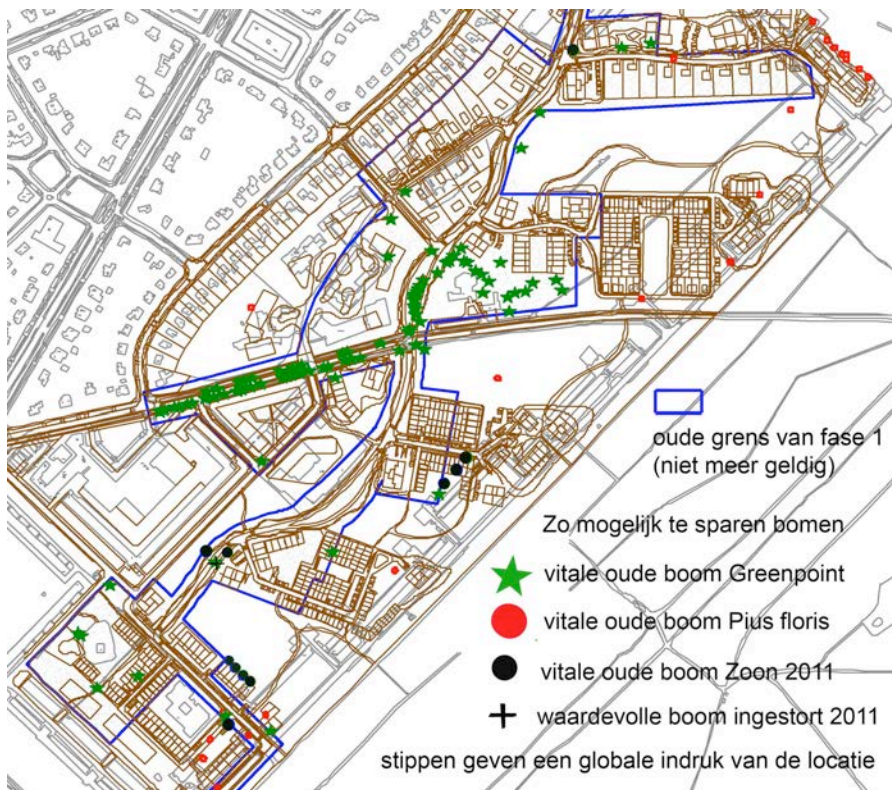 oude grens van fase 1
(niet meer geldig)
Zo mogelijk te sparen bomen
vitale oude boom Greenpoint
vitale oude boom Pius floris
vitale oude boom Zoon 2011
waardevolle boom ingestort 2011
stippen geven een globale indruk van de locatie